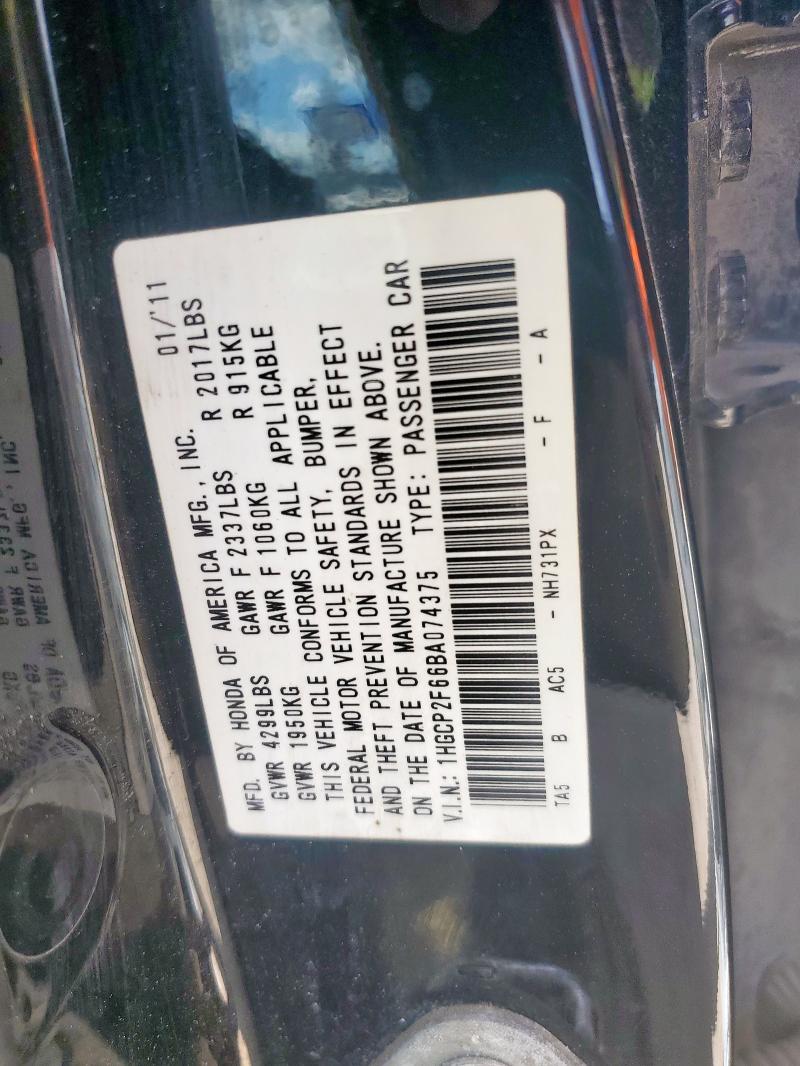 MFD. BY HONDA OF AMERICA MFG., INC. 01/'11
GVWR 4299LBS GAWR F 2337LBS R 2017LBS
GVWR 1950KG GAWR F 1060KG R 915KG
THIS VEHICLE CONFORMS TO ALL APPLICABLE
FEDERAL MOTOR VEHICLE SAFETY, BUMPER,
AND THEFT PREVENTION STANDARDS IN EFFECT
ON THE DATE OF MANUFACTURE SHOWN ABOVE.
V.I.N.: 1HGCP2F66BA074375 TYPE: PASSENGER CAR
TA5 B AC5 - NH731PX - F - A